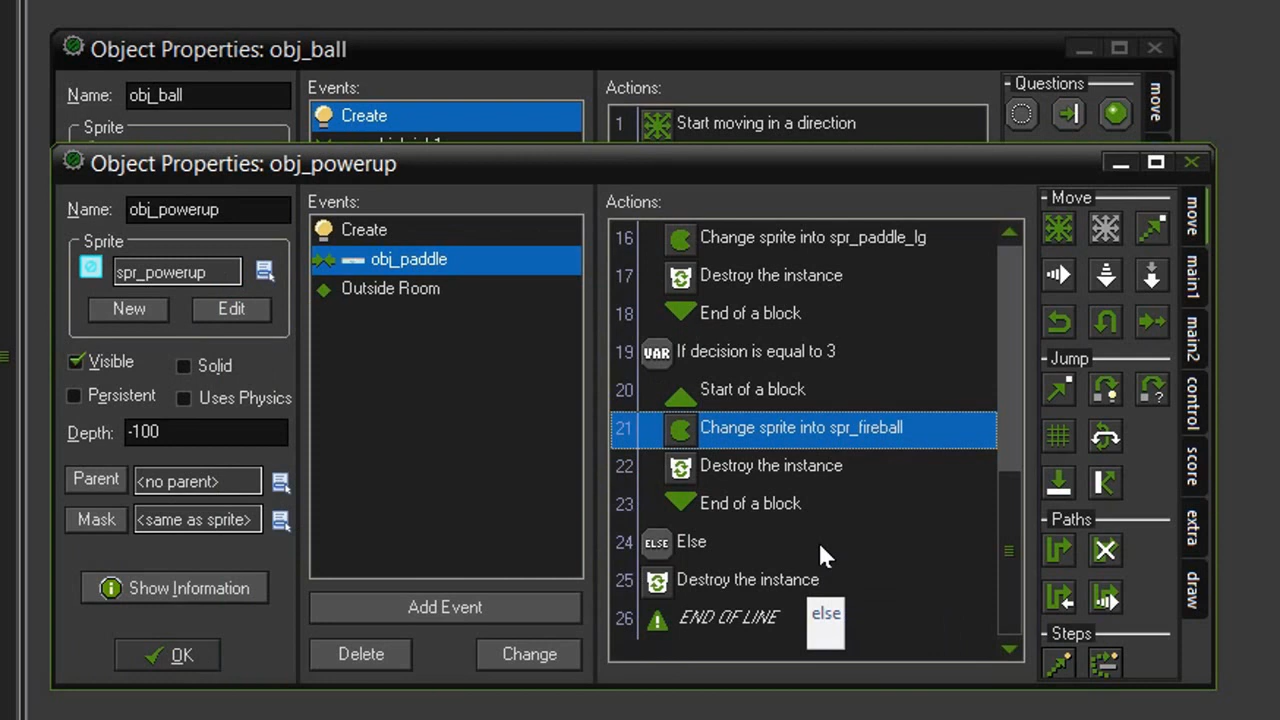 Object Properties: obj_ball
Name: obj_ball
Sprite
Events:
Create
Actions:
1 Start moving in a direction
Questions
move
Object Properties: obj_powerup
Name: obj_powerup
Sprite
spr_powerup
New Edit
Visible Solid
Persistent Uses Physics
Depth: -100
Parent <no parent>
Mask <same as sprite>
Show Information
OK
Events:
Create
obj_paddle
Outside Room
Add Event
Delete Change
Actions:
16 Change sprite into spr_paddle_lg
17 Destroy the instance
18 End of a block
19 VAR If decision is equal to 3
20 Start of a block
21 Change sprite into spr_fireball
22 Destroy the instance
23 End of a block
24 ELSE Else
25 Destroy the instance
26 END OF LINE
else
Move
Jump
Paths
Steps
move
main1
main2
control
score
extra
draw